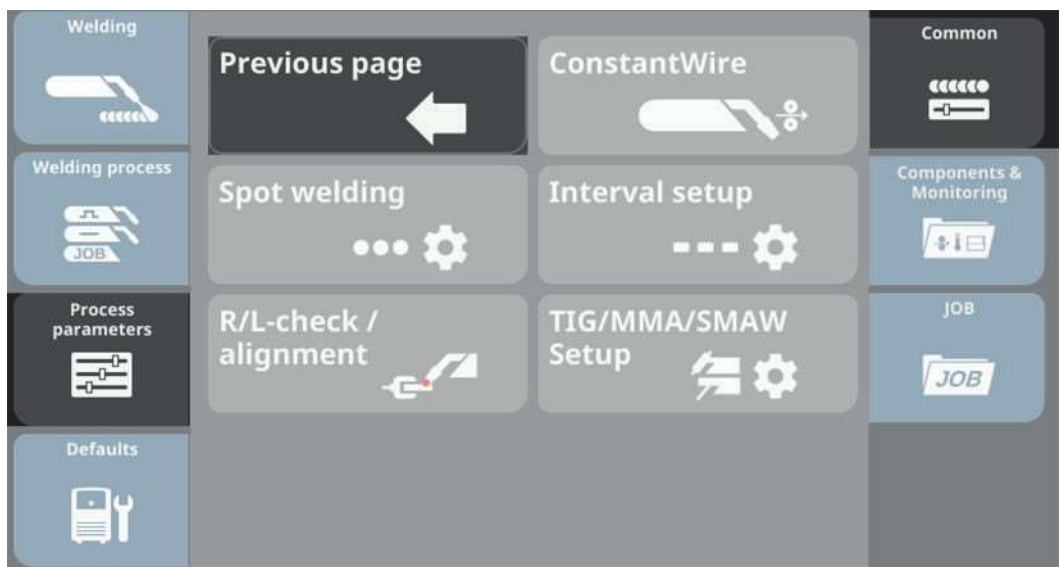 Welding
Previous page
ConstantWire
Common
Welding process
JOB
Spot welding
Interval setup
Components &
Monitoring
Process
parameters
R/L-check /
alignment
TIG/MMA/SMAW
Setup
JOB
JOB
Defaults